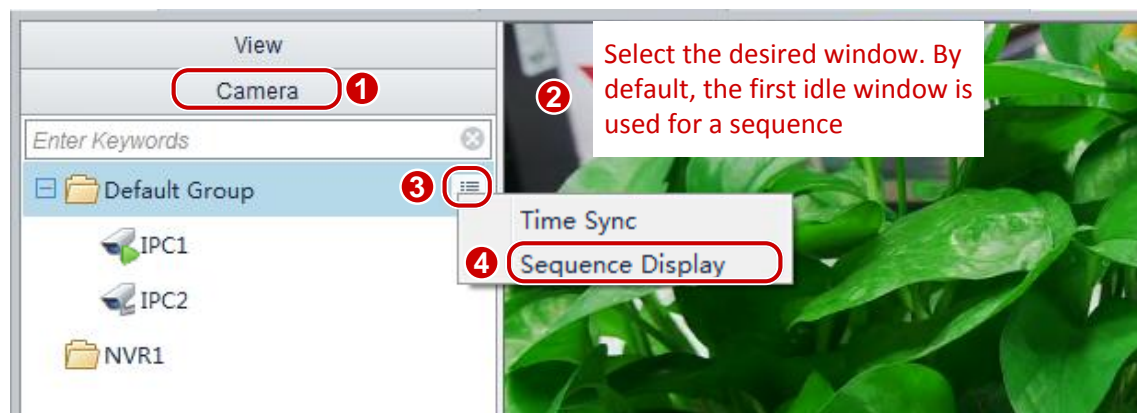 View
Camera
1
Enter Keywords
Default Group
3
IPC1
IPC2
NVR1
2
Select the desired window. By
default, the first idle window is
used for a sequence
Time Sync
4
Sequence Display